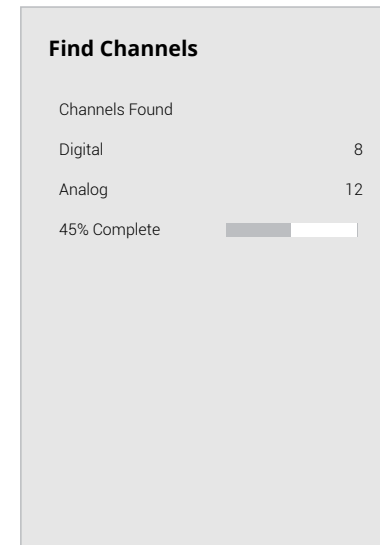 Find Channels
Channels Found
Digital 8
Analog 12
45% Complete